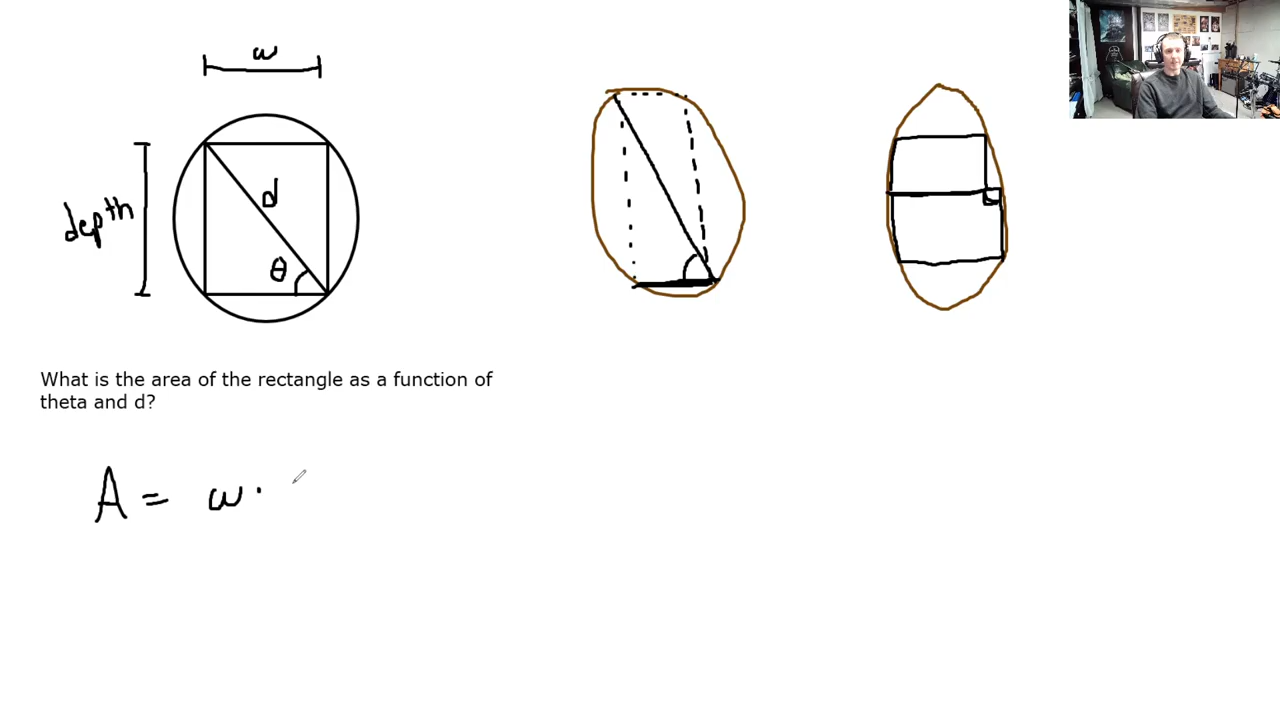 w
depth
d
θ
What is the area of the rectangle as a function of
theta and d?
A = w ·